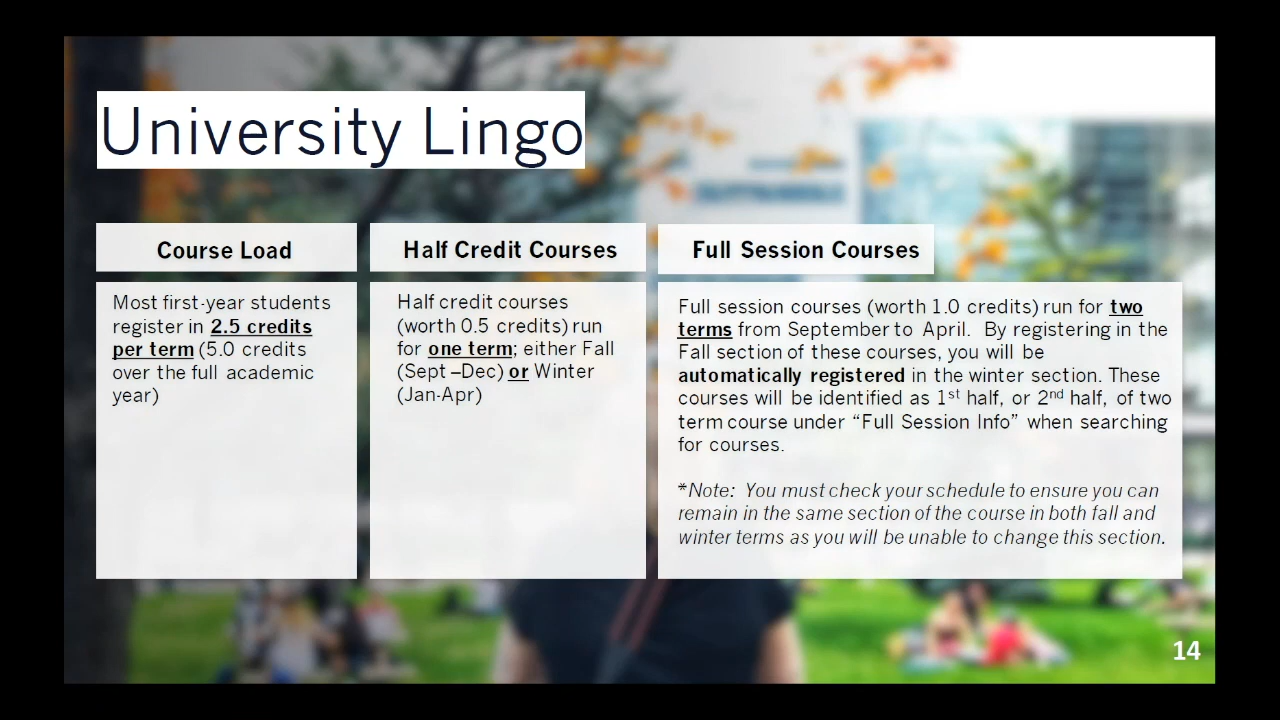 University Lingo
Course Load
Most first-year students
register in 2.5 credits
per term (5.0 credits
over the full academic
year)
Half Credit Courses
Half credit courses
(worth 0.5 credits) run
for one term; either Fall
(Sept –Dec) or Winter
(Jan-Apr)
Full Session Courses
Full session courses (worth 1.0 credits) run for two
terms from September to April. By registering in the
Fall section of these courses, you will be
automatically registered in the winter section. These
courses will be identified as 1st half, or 2nd half, of two
term course under “Full Session Info” when searching
for courses.
*Note: You must check your schedule to ensure you can
remain in the same section of the course in both fall and
winter terms as you will be unable to change this section.
14